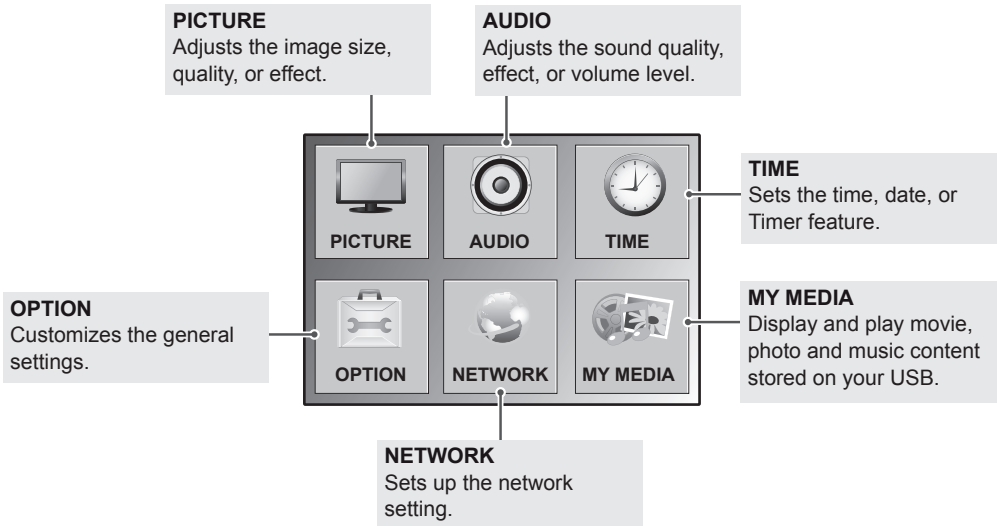 PICTURE
Adjusts the image size,
quality, or effect.
AUDIO
Adjusts the sound quality,
effect, or volume level.
PICTURE
AUDIO
TIME
TIME
Sets the time, date, or
Timer feature.
OPTION
Customizes the general
settings.
OPTION
NETWORK
MY MEDIA
MY MEDIA
Display and play movie,
photo and music content
stored on your USB.
NETWORK
Sets up the network
setting.